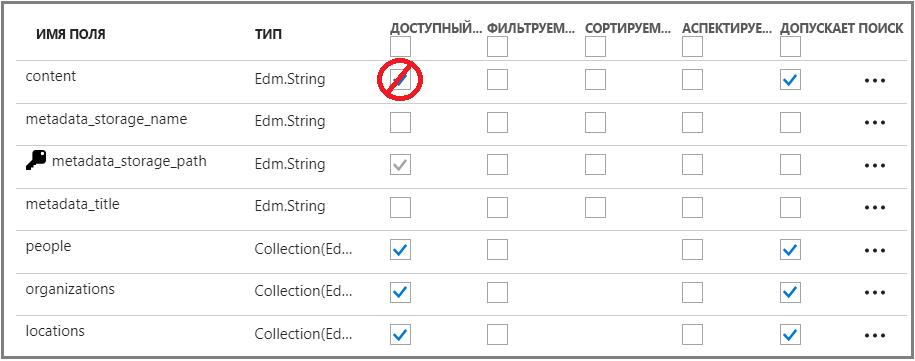 ИМЯ ПОЛЯ ТИП ДОСТУПНЫЙ... ФИЛЬТРУЕМ... СОРТИРУЕМ... АСПЕКТИРУЕ... ДОПУСКАЕТ ПОИСК
content Edm.String
metadata_storage_name Edm.String
metadata_storage_path Edm.String
metadata_title Edm.String
people Collection(Ed...
organizations Collection(Ed...
locations Collection(Ed...